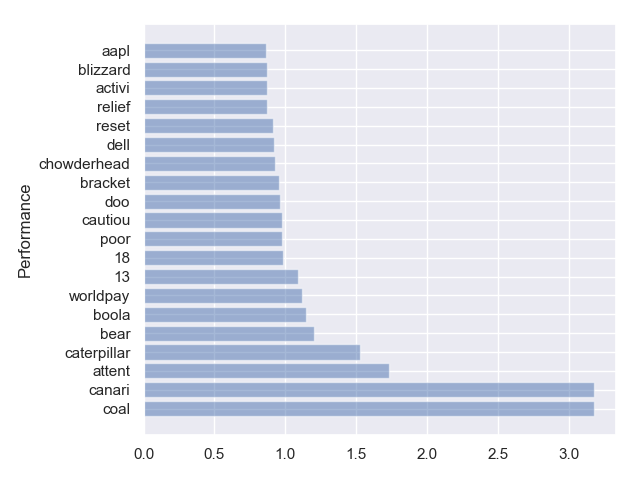 aapl
blizzard
activi
relief
reset
dell
chowderhead
bracket
doo
cautiou
poor
18
13
worldpay
boola
bear
caterpillar
attent
canari
coal
Performance
0.0 0.5 1.0 1.5 2.0 2.5 3.0